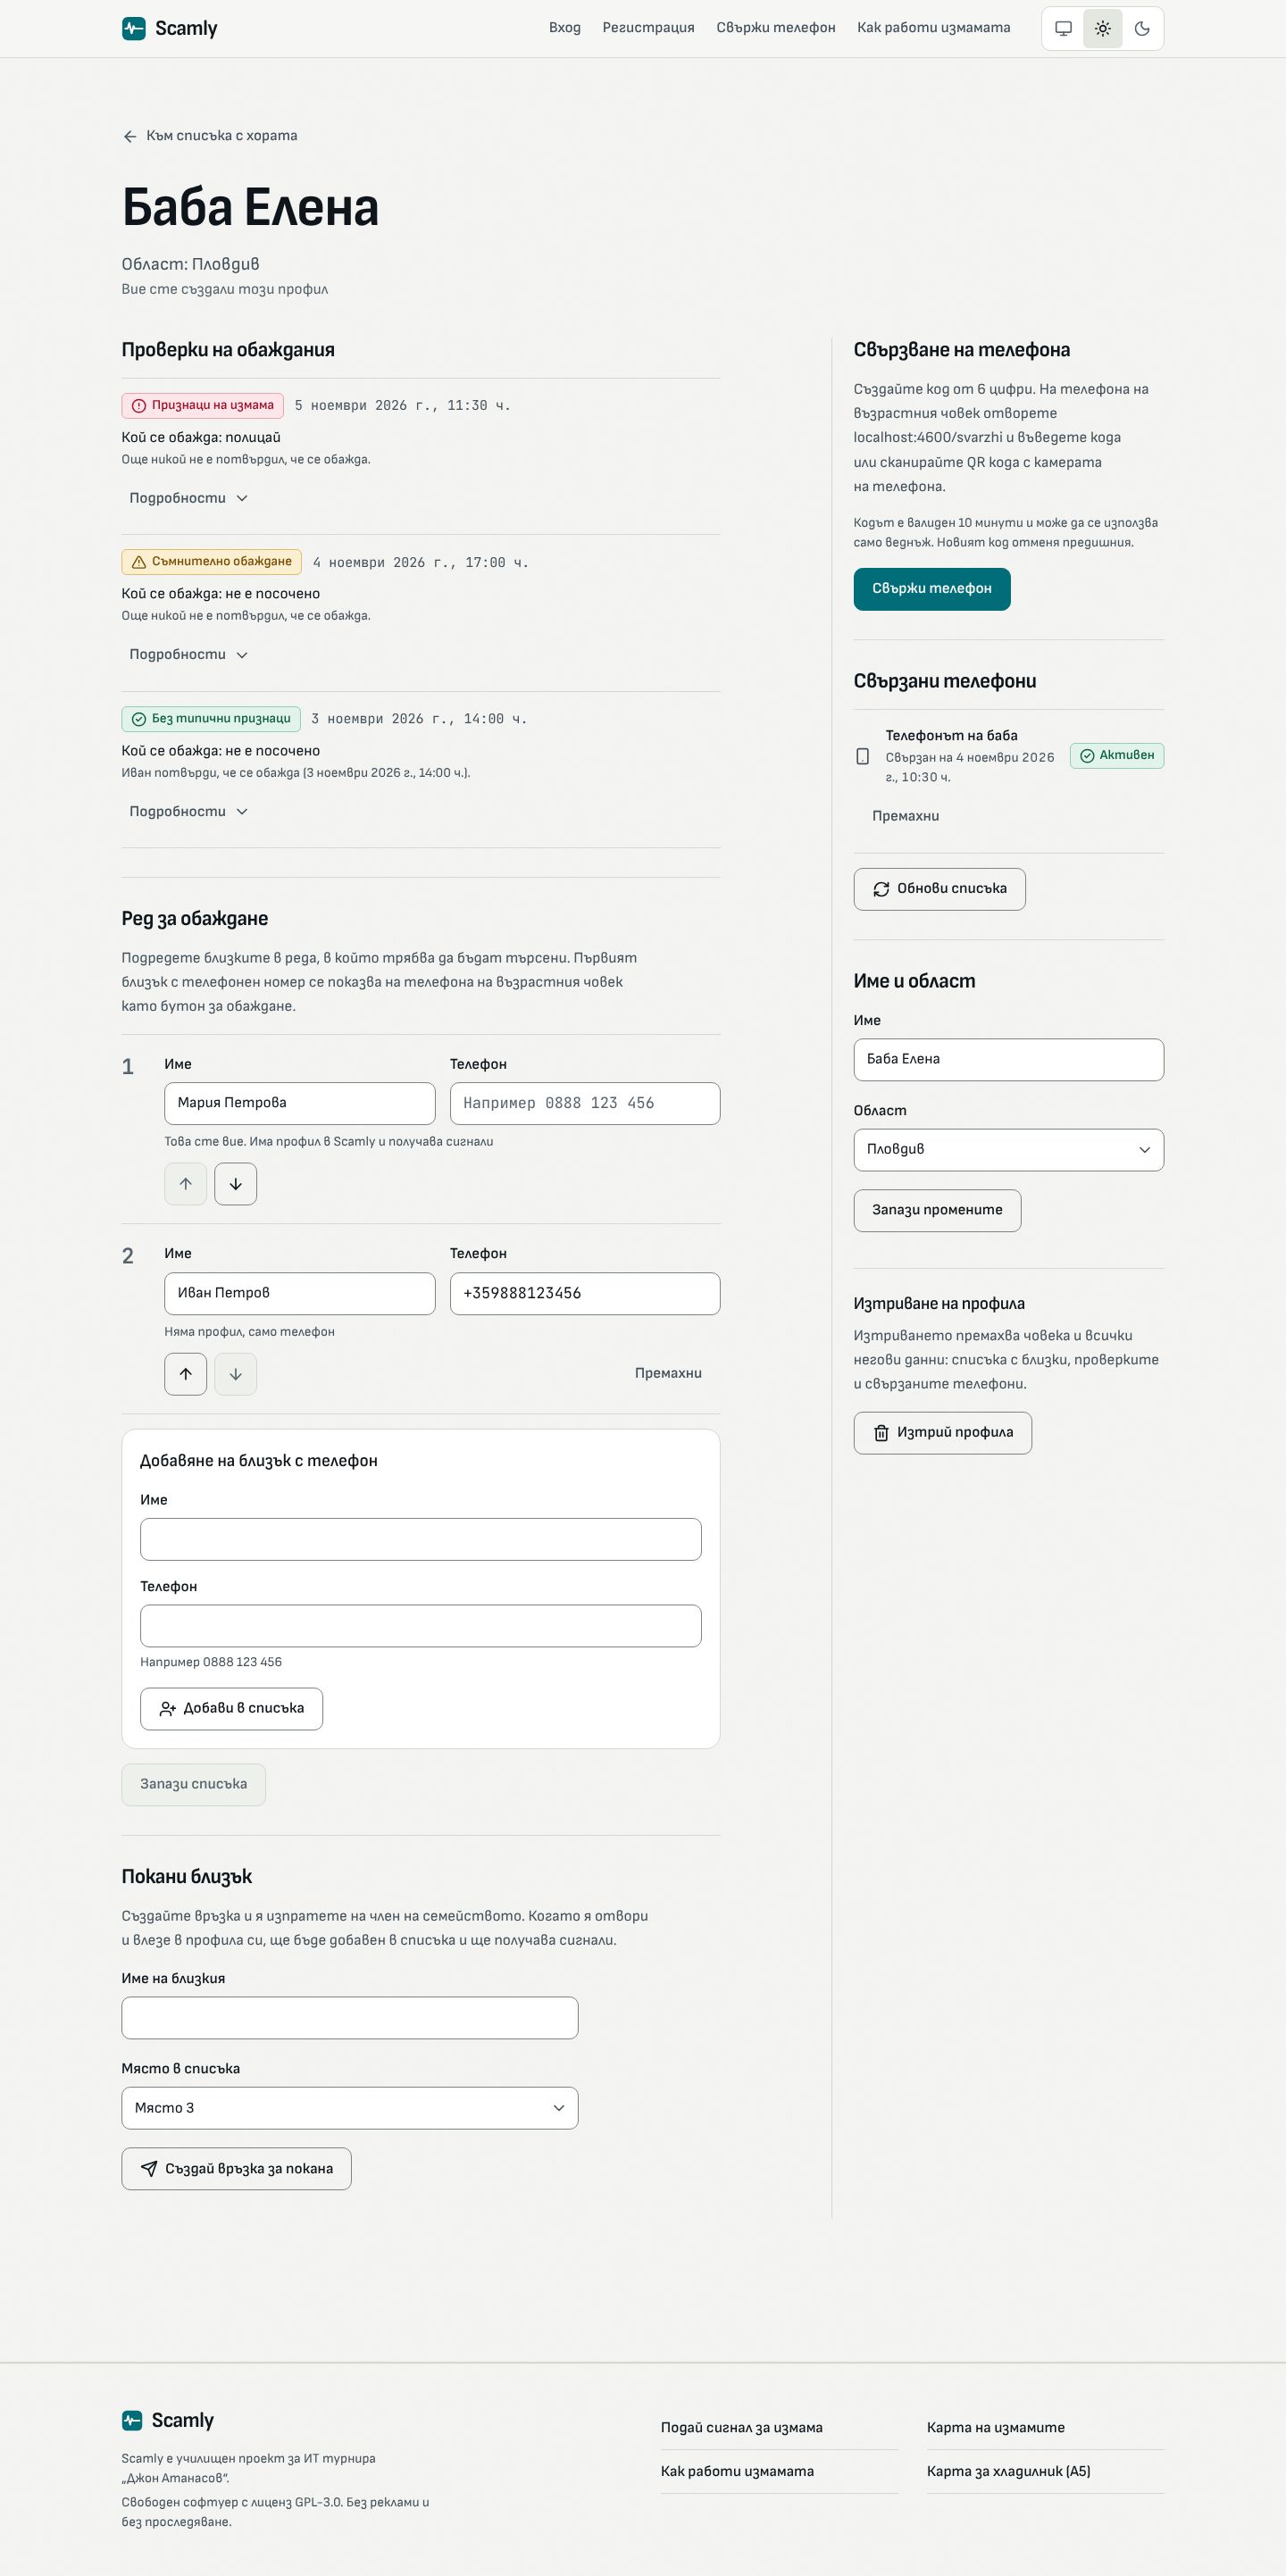 Scamly
Вход
Регистрация
Свържи телефон
Как работи измамата
Към списъка с хората
Баба Елена
Област: Пловдив
Вие сте създали този профил
Проверки на обаждания
Признаци на измама
5 ноември 2026 г., 11:30 ч.
Кой се обажда: полицай
Още никой не е потвърдил, че се обажда.
Подробности
Съмнително обаждане
4 ноември 2026 г., 17:00 ч.
Кой се обажда: не е посочено
Още никой не е потвърдил, че се обажда.
Подробности
Без типични признаци
3 ноември 2026 г., 14:00 ч.
Кой се обажда: не е посочено
Иван потвърди, че се обажда (3 ноември 2026 г., 14:00 ч.).
Подробности
Ред за обаждане
Подредете близките в реда, в който трябва да бъдат търсени. Първият
близък с телефонен номер се показва на телефона на възрастния човек
като бутон за обаждане.
1
Име
Телефон
Мария Петрова
Например 0888 123 456
Това сте вие. Има профил в Scamly и получава сигнали
2
Име
Телефон
Иван Петров
+359888123456
Няма профил, само телефон
Премахни
Добавяне на близък с телефон
Име
Телефон
Например 0888 123 456
Добави в списъка
Запази списъка
Покани близък
Създайте връзка и я изпратете на член на семейството. Когато я отвори
и влезе в профила си, ще бъде добавен в списъка и ще получава сигнали.
Име на близкия
Място в списъка
Място 3
Създай връзка за покана
Свързване на телефона
Създайте код от 6 цифри. На телефона на
възрастния човек отворете
localhost:4600/svarzhi и въведете кода
или сканирайте QR кода с камерата
на телефона.
Кодът е валиден 10 минути и може да се използва
само веднъж. Новият код отменя предишния.
Свържи телефон
Свързани телефони
Телефонът на баба
Свързан на 4 ноември 2026
г., 10:30 ч.
Активен
Премахни
Обнови списъка
Име и област
Име
Баба Елена
Област
Пловдив
Запази промените
Изтриване на профила
Изтриването премахва човека и всички
негови данни: списъка с близки, проверките
и свързаните телефони.
Изтрий профила
Scamly
Scamly е училищен проект за ИТ турнира
„Джон Атанасов“.
Свободен софтуер с лиценз GPL-3.0. Без реклами и
без проследяване.
Подай сигнал за измама
Карта на измамите
Как работи измамата
Карта за хладилник (А5)